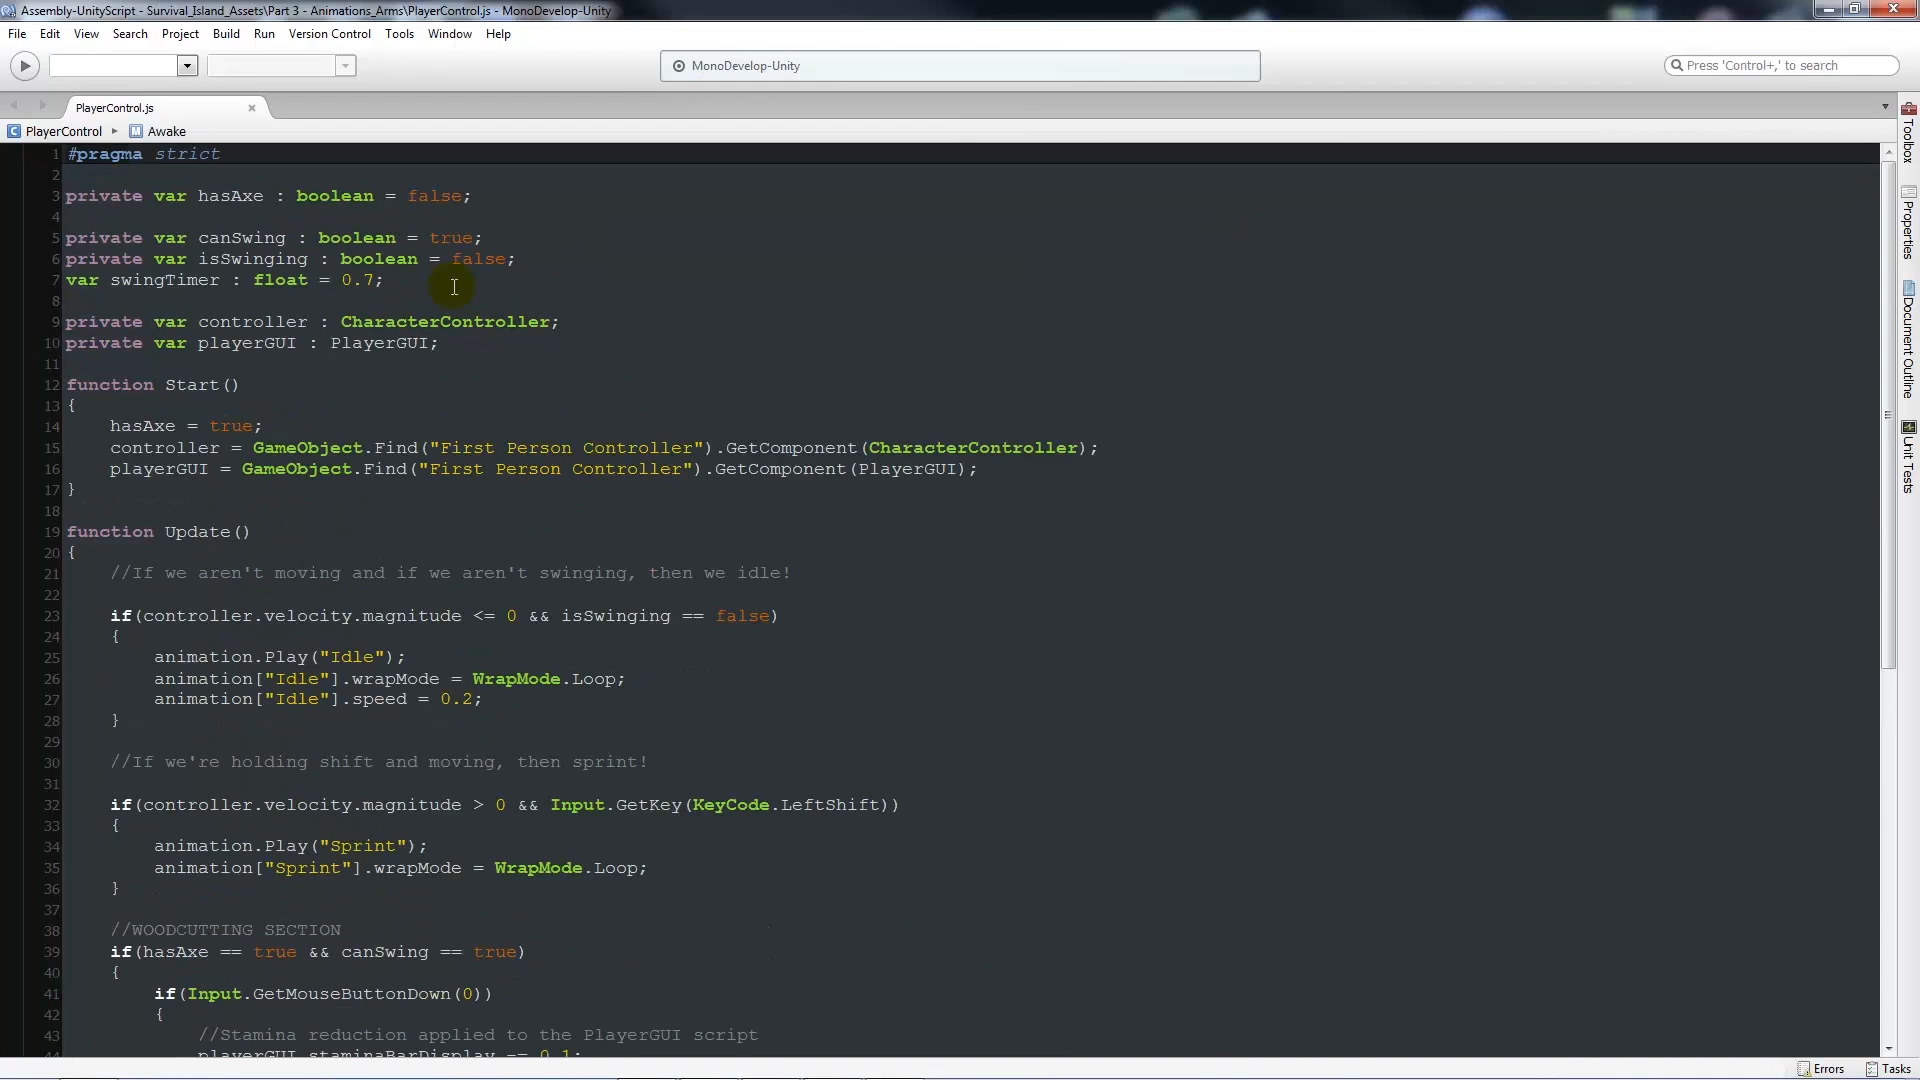 Assembly-UnityScript - Survival_Island_Assets\Part 3 - Animations_Arms\PlayerControl.js - MonoDevelop-Unity
File Edit View Search Project Build Run Version Control Tools Window Help
MonoDevelop-Unity
Press 'Control+,' to search
PlayerControl.js
PlayerControl Awake
1 #pragma strict
2
3 private var hasAxe : boolean = false;
4
5 private var canSwing : boolean = true;
6 private var isSwinging : boolean = false;
7 var swingTimer : float = 0.7;
8
9 private var controller : CharacterController;
10 private var playerGUI : PlayerGUI;
11
12 function Start()
13 {
14 hasAxe = true;
15 controller = GameObject.Find("First Person Controller").GetComponent(CharacterController);
16 playerGUI = GameObject.Find("First Person Controller").GetComponent(PlayerGUI);
17 }
18
19 function Update()
20 {
21 //If we aren't moving and if we aren't swinging, then we idle!
22
23 if(controller.velocity.magnitude <= 0 && isSwinging == false)
24 {
25 animation.Play("Idle");
26 animation["Idle"].wrapMode = WrapMode.Loop;
27 animation["Idle"].speed = 0.2;
28 }
29
30 //If we're holding shift and moving, then sprint!
31
32 if(controller.velocity.magnitude > 0 && Input.GetKey(KeyCode.LeftShift))
33 {
34 animation.Play("Sprint");
35 animation["Sprint"].wrapMode = WrapMode.Loop;
36 }
37
38 //WOODCUTTING SECTION
39 if(hasAxe == true && canSwing == true)
40 {
41 if(Input.GetMouseButtonDown(0))
42 {
43 //Stamina reduction applied to the PlayerGUI script
44 playerGUI.staminaBarDisplay -= 0.1;
Toolbox
Properties
Document Outline
Unit Tests
Errors Tasks